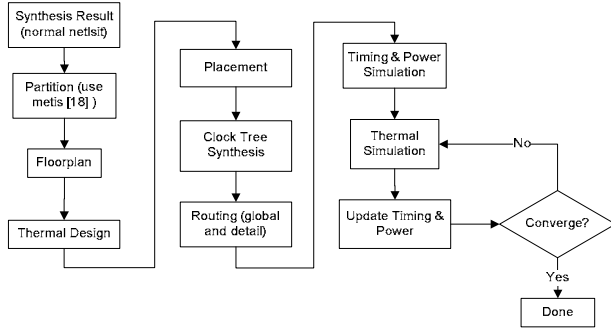 Synthesis Result
(normal netlsit)
Partition (use
metis [18] )
Floorplan
Thermal Design
Placement
Clock Tree
Synthesis
Routing (global
and detail)
Timing & Power
Simulation
Thermal
Simulation
Update Timing &
Power
No
Converge?
Yes
Done